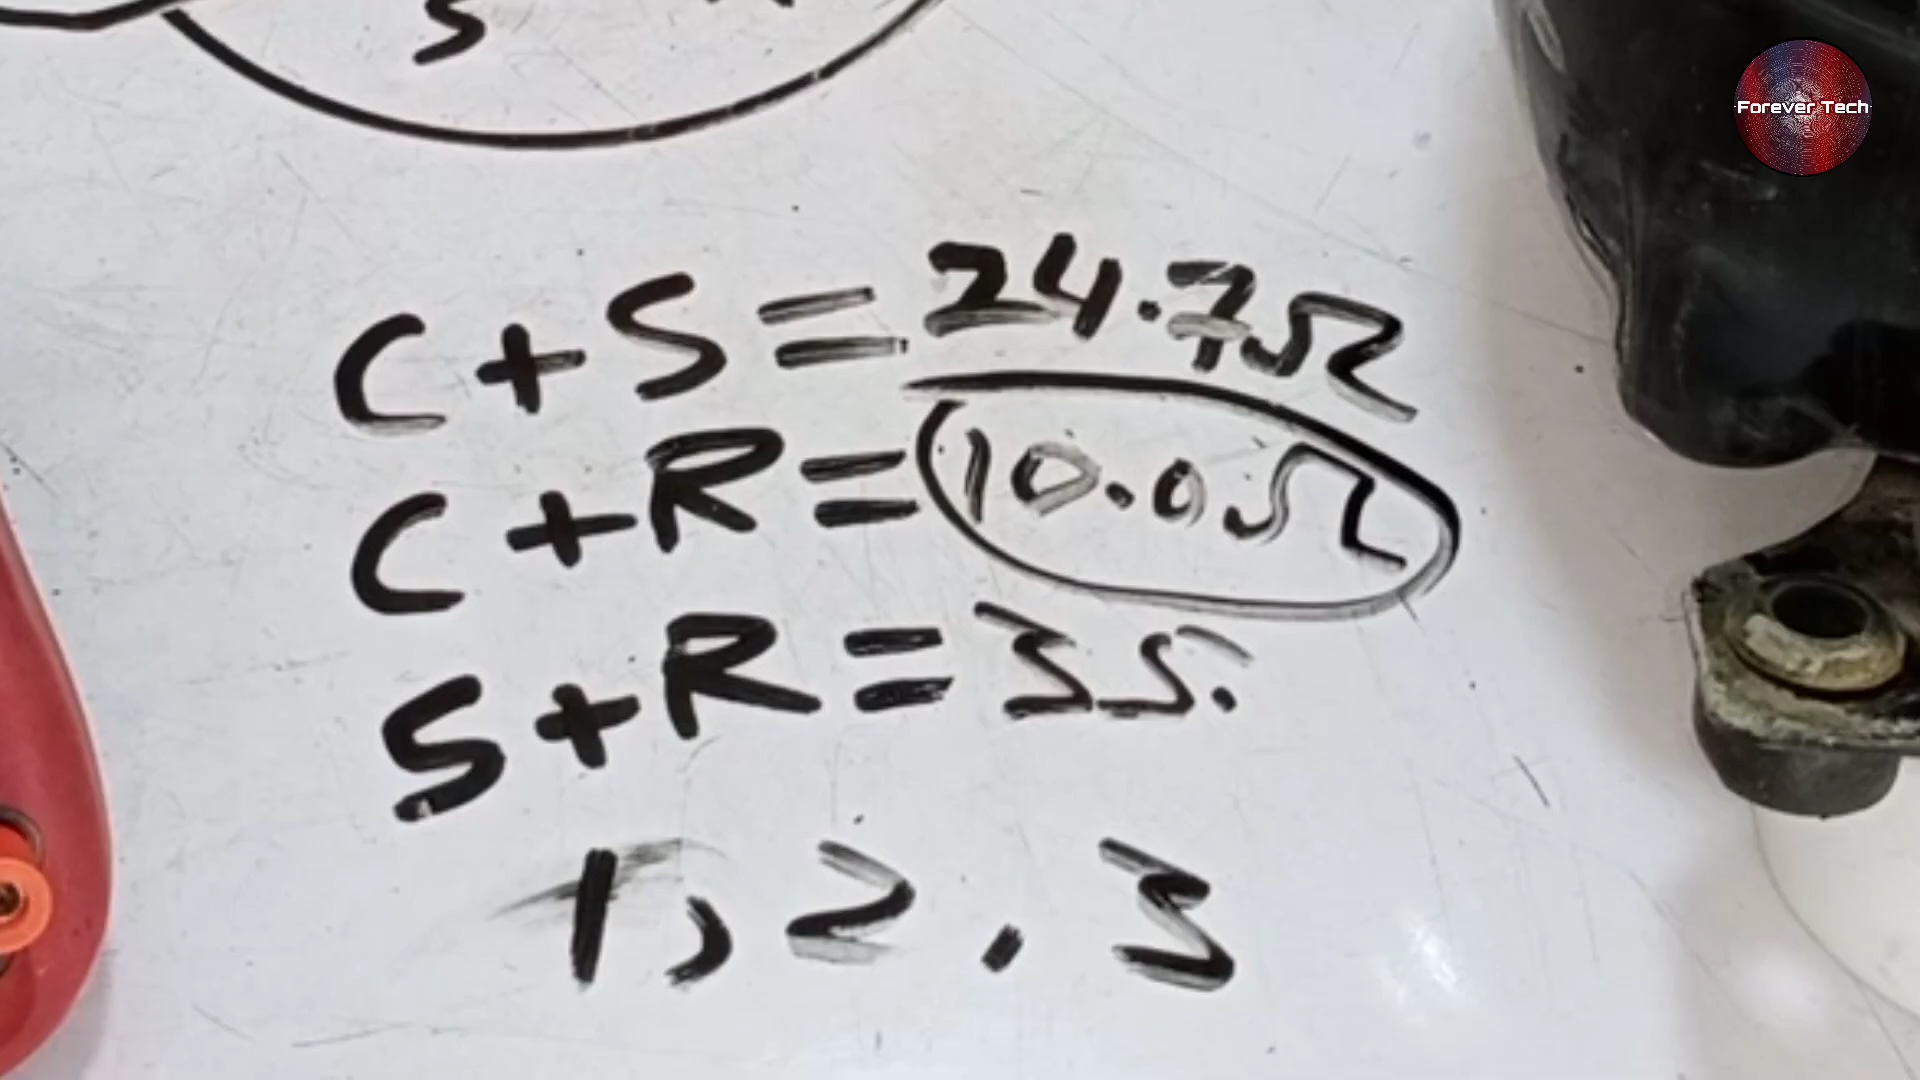 S
Forever Tech
C+S=24.7Ω
C+R=10.0Ω
S+R=35.
1,2.3